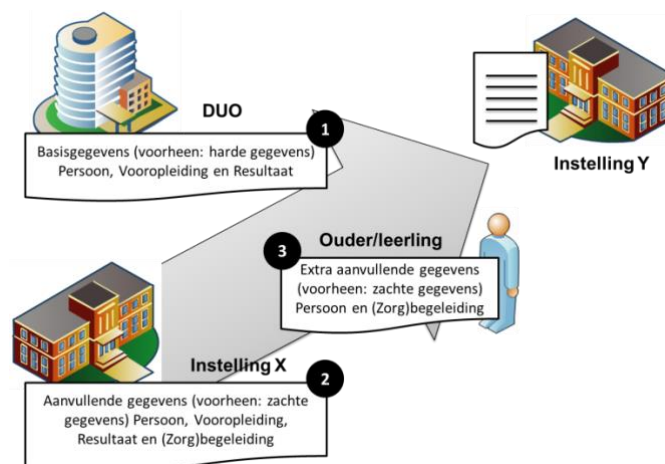 DUO
1
Basisgegevens (voorheen: harde gegevens)
Persoon, Vooropleiding en Resultaat
Instelling Y
3
Ouder/leerling
Extra aanvullende gegevens
(voorheen: zachte gegevens)
Persoon en (Zorg)begeleiding
Instelling X
2
Aanvullende gegevens (voorheen: zachte
gegevens) Persoon, Vooropleiding,
Resultaat en (Zorg)begeleiding